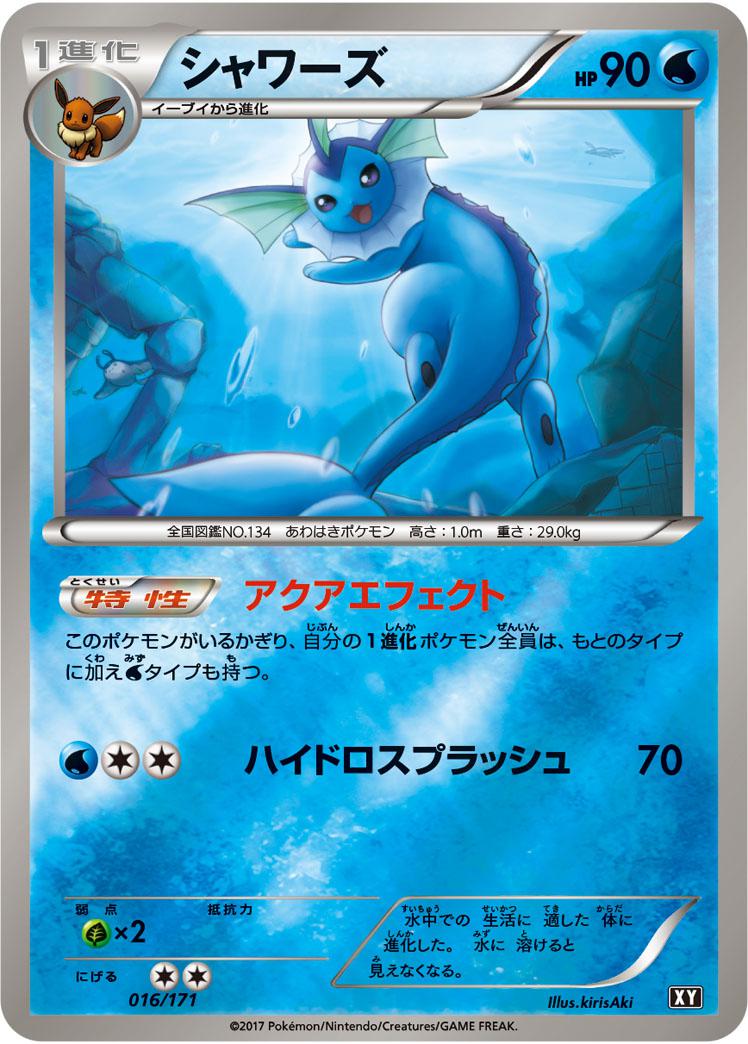 1進化
シャワーズ
HP90
イーブイから進化
全国図鑑NO.134 あわはきポケモン 高さ：1.0m 重さ：29.0kg
とくせい
特性 アクアエフェクト
じぶん しんか ぜんいん
このポケモンがいるかぎり、自分の1進化ポケモン全員は、もとのタイプ
くわ みず も
に加えタイプも持つ。
ハイドロスプラッシュ 70
弱点 抵抗力
×2
にげる
すいちゅう せいかつ てき からだ
水中での 生活に 適した 体に
しんか みず と
進化した。 水に 溶けると
み
見えなくなる。
016/171
Illus.kirisAki
XY
©2017 Pokémon/Nintendo/Creatures/GAME FREAK.